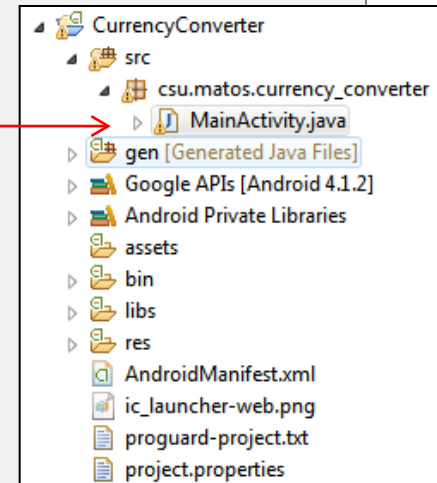 CurrencyConverter
src
csu.matos.currency_converter
MainActivity.java
gen [Generated Java Files]
Google APIs [Android 4.1.2]
Android Private Libraries
assets
bin
libs
res
AndroidManifest.xml
ic_launcher-web.png
proguard-project.txt
project.properties